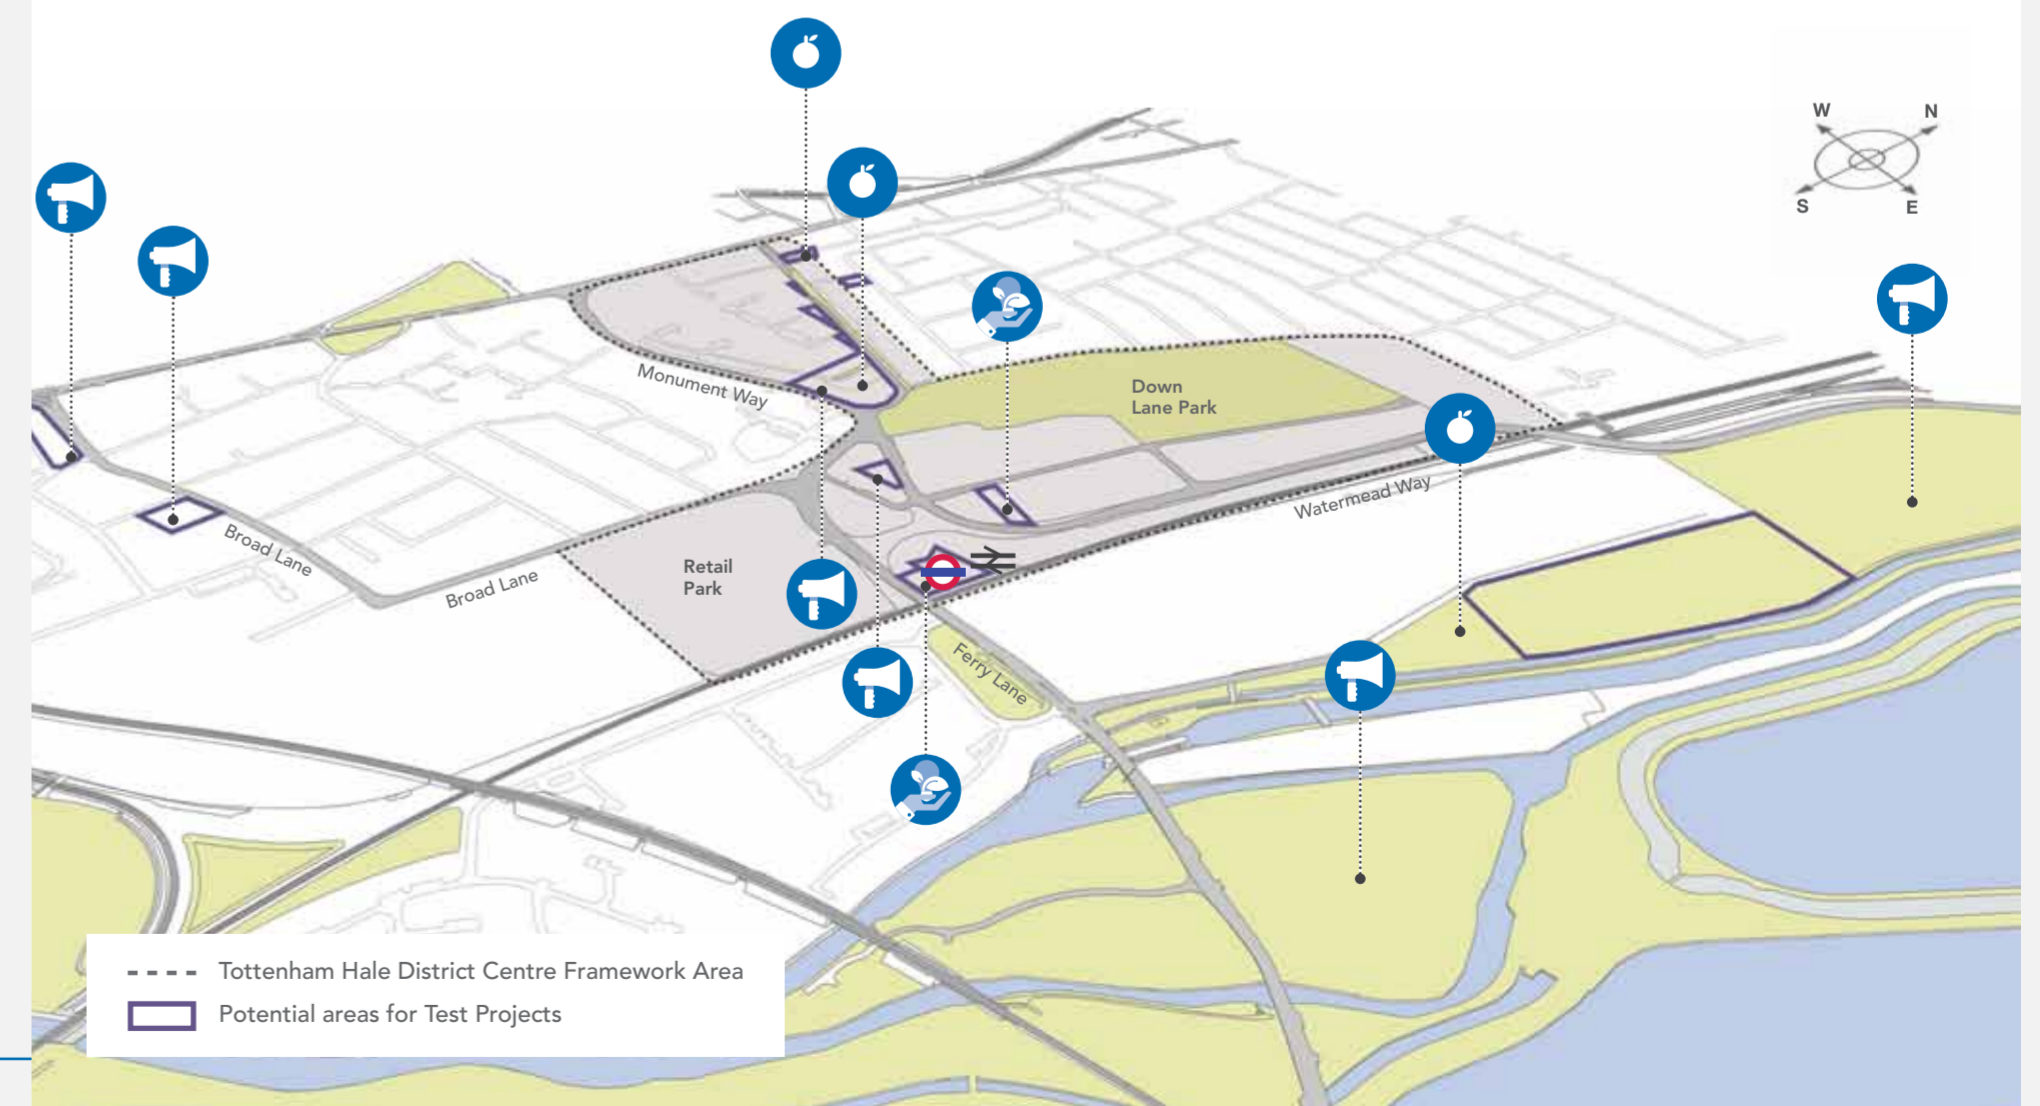 W
N
S
E
Monument Way
Down
Lane Park
Watermead Way
Broad Lane
Broad Lane
Retail
Park
Ferry Lane
Tottenham Hale District Centre Framework Area
Potential areas for Test Projects